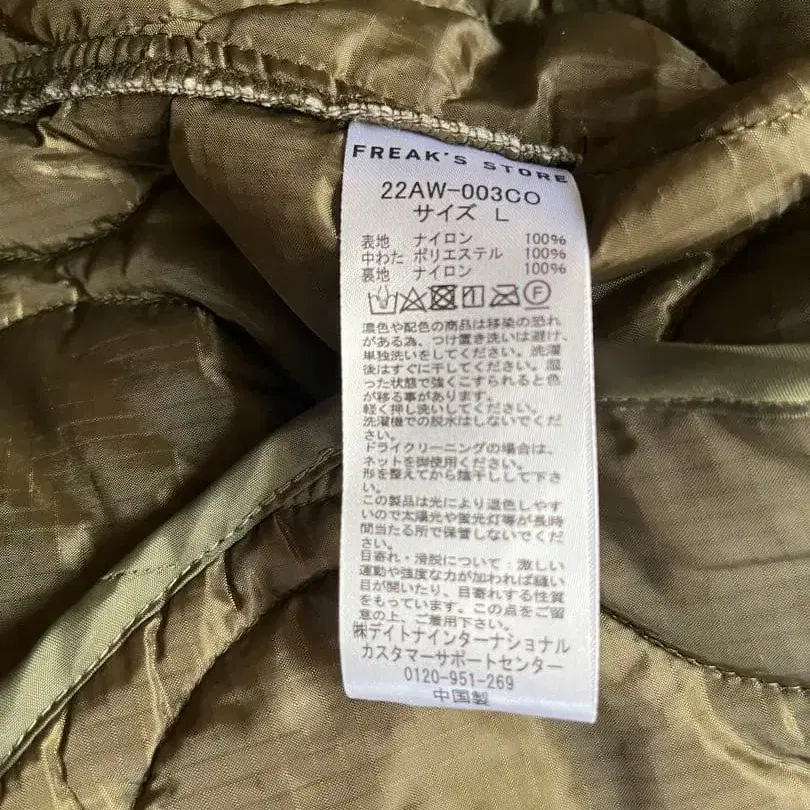 FREAK'S STORE
22AW-003CO
サイズ L
表地 ナイロン 100%
中わた ポリエステル 100%
裏地 ナイロン 100%
F
濃色や配色の商品は移染の恐れ
がある為、つけ置き洗いは避け、
単独洗いをしてください。洗濯
後はすぐに干してください。湿
った状態で強くこすられると色
が移る事があります。
軽く押し洗いしてください。
洗濯機での脱水はしないでくだ
さい。
ドライクリーニングの場合は、
ネットを御使用ください。
形を整えてから陰干しして下さ
い。
この製品は光により退色しやす
いので太陽光や蛍光灯等が長時
間当たる所で保管しないでくだ
さい。
目寄れ・滑脱について:激しい
運動や強度な力が加われば縫い
目が開いたり、目寄れする性質
をもっています。この点をご留
意の上、ご着用下さい。
㈱デイトナインターナショナル
カスタマーサポートセンター
0120-951-269
中国製